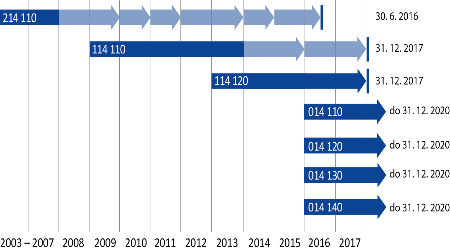 214 110 30. 6. 2016
114 110 31. 12. 2017
114 120 31. 12. 2017
014 110 do 31. 12. 2020
014 120 do 31. 12. 2020
014 130 do 31. 12. 2020
014 140 do 31. 12. 2020
2003 – 2007 2008 2009 2010 2011 2012 2013 2014 2015 2016 2017